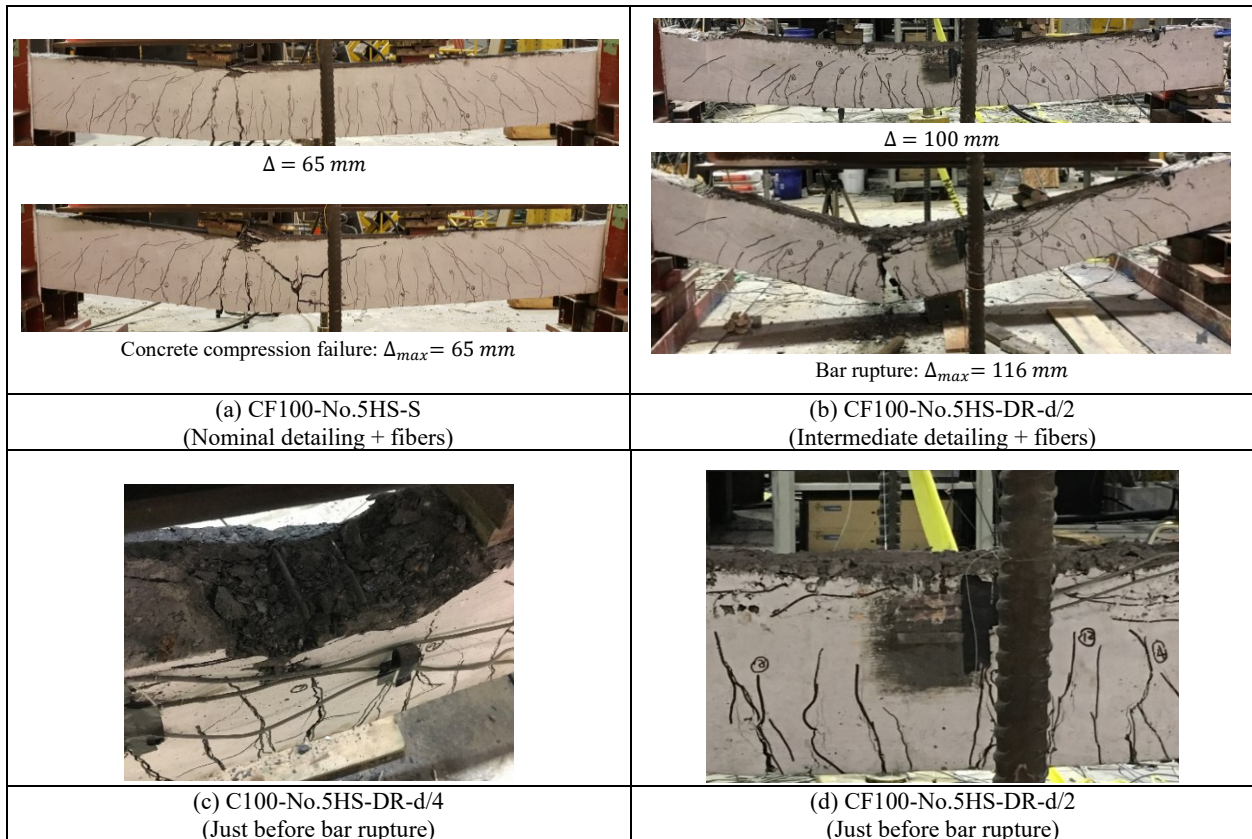 Δ = 65 mm
Concrete compression failure: Δmax= 65 mm
(a) CF100-No.5HS-S
(Nominal detailing + fibers)
Δ = 100 mm
Bar rupture: Δmax= 116 mm
(b) CF100-No.5HS-DR-d/2
(Intermediate detailing + fibers)
(c) C100-No.5HS-DR-d/4
(Just before bar rupture)
(d) CF100-No.5HS-DR-d/2
(Just before bar rupture)